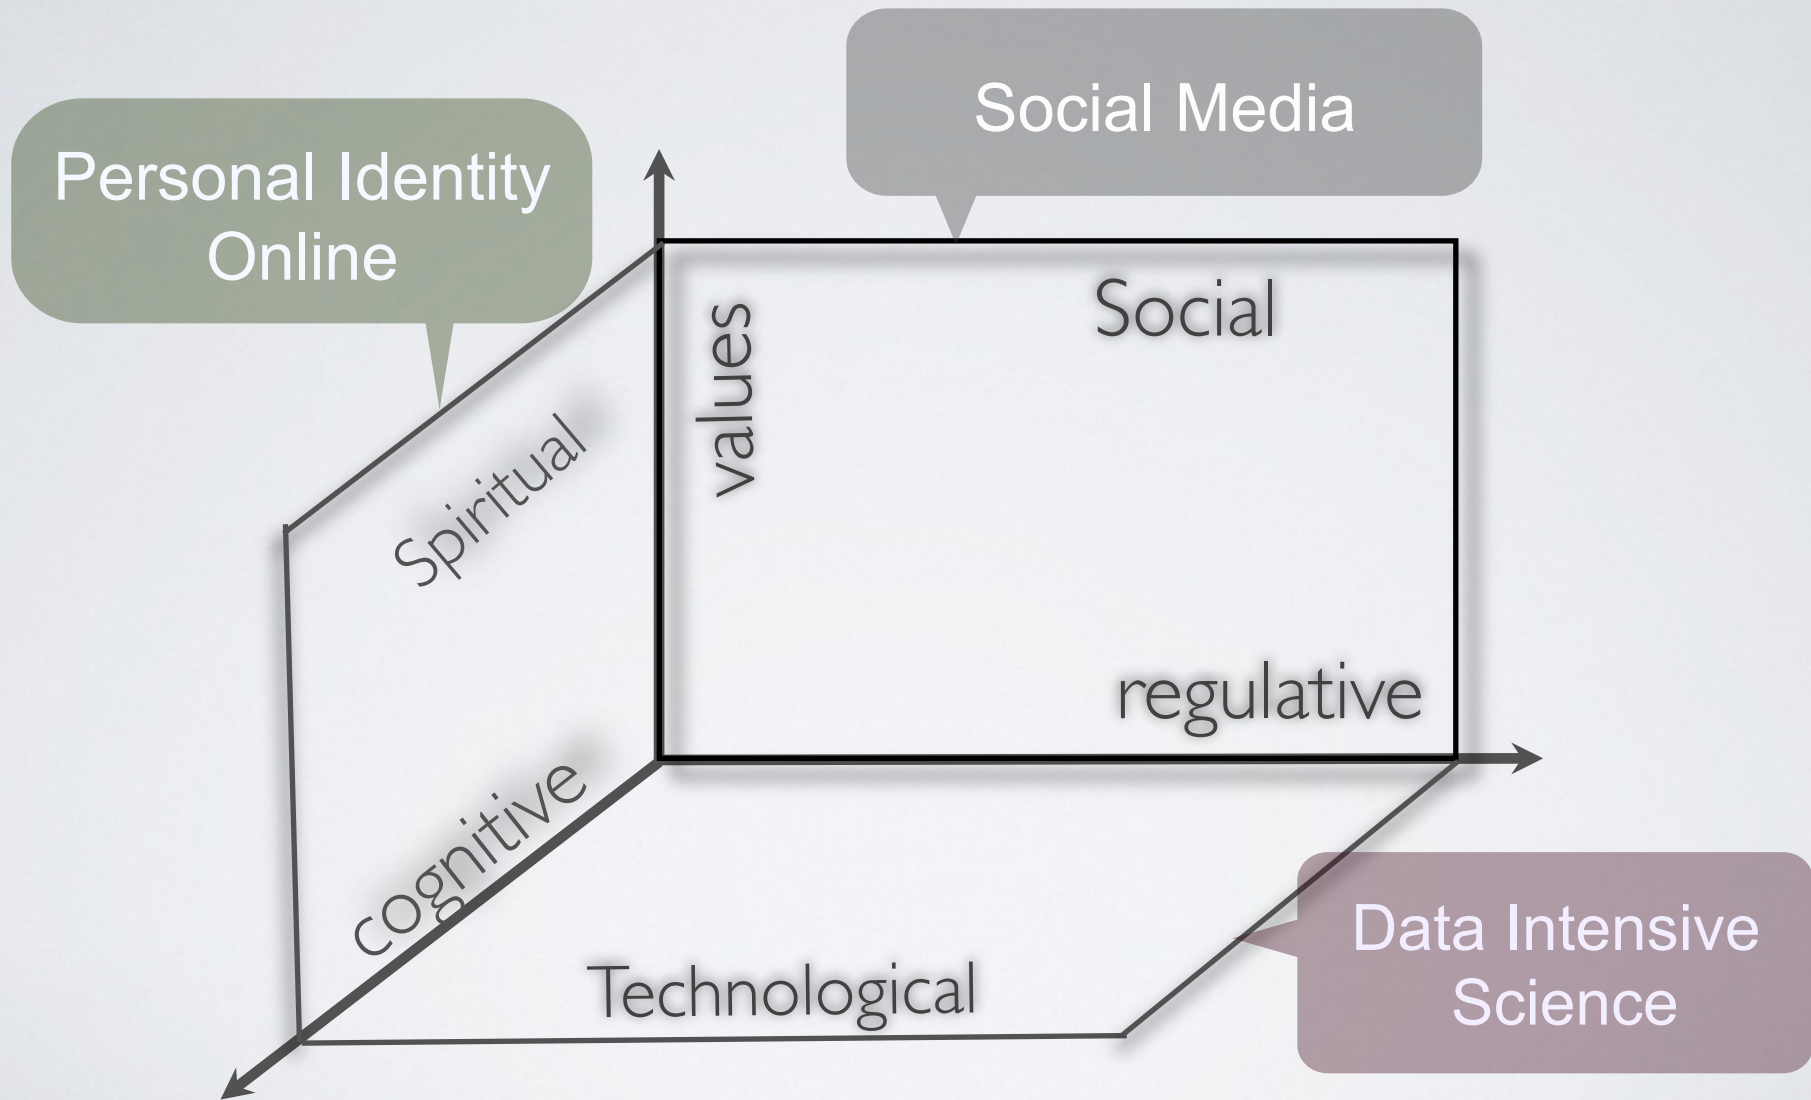 Social Media
Personal Identity
Online
Social
values
Spiritual
regulative
cognitive
Technological
Data Intensive
Science